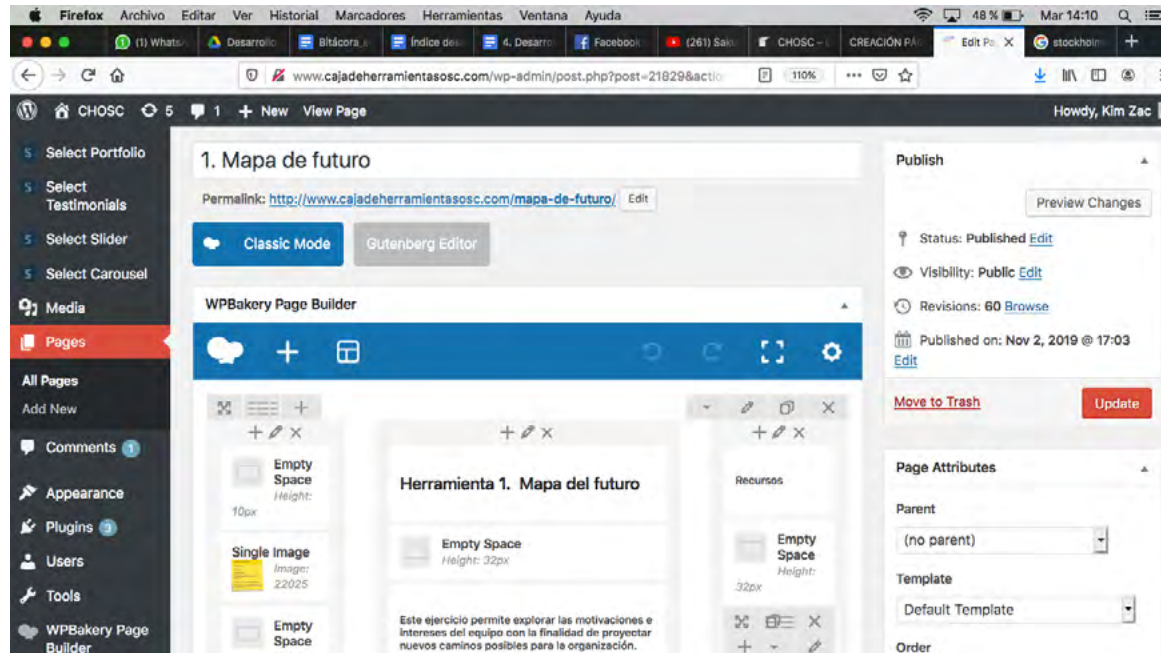 Firefox Archivo Editar Ver Historial Marcadores Herramientas Ventana Ayuda 48 % Mar 14:10
(1) Whats Desarrollo Bitácora Índice des 4. Desarro Facebook (261) Saku CHOSC – CREACIÓN PÁ Edit Pa stockholm
www.cajadeherramientasosc.com/wp-admin/post.php?post=21829&actio 110%
CHOSC 5 1 + New View Page Howdy, Kim Zac
Select Portfolio
Select
Testimonials
Select Slider
Select Carousel
Media
Pages
All Pages
Add New
Comments 1
Appearance
Plugins 3
Users
Tools
WPBakery Page
Builder
1. Mapa de futuro
Permalink: http://www.cajadeherramientasosc.com/mapa-de-futuro/ Edit
Classic Mode Gutenberg Editor
WPBakery Page Builder
Empty
Space
Height:
10px
Single Image
Image:
22025
Empty
Space
Herramienta 1. Mapa del futuro
Empty Space
Height: 32px
Este ejercicio permite explorar las motivaciones e
intereses del equipo con la finalidad de proyectar
nuevos caminos posibles para la organización.
Recursos
Empty
Space
Height:
32px
Publish
Preview Changes
Status: Published Edit
Visibility: Public Edit
Revisions: 60 Browse
Published on: Nov 2, 2019 @ 17:03
Edit
Move to Trash Update
Page Attributes
Parent
(no parent)
Template
Default Template
Order